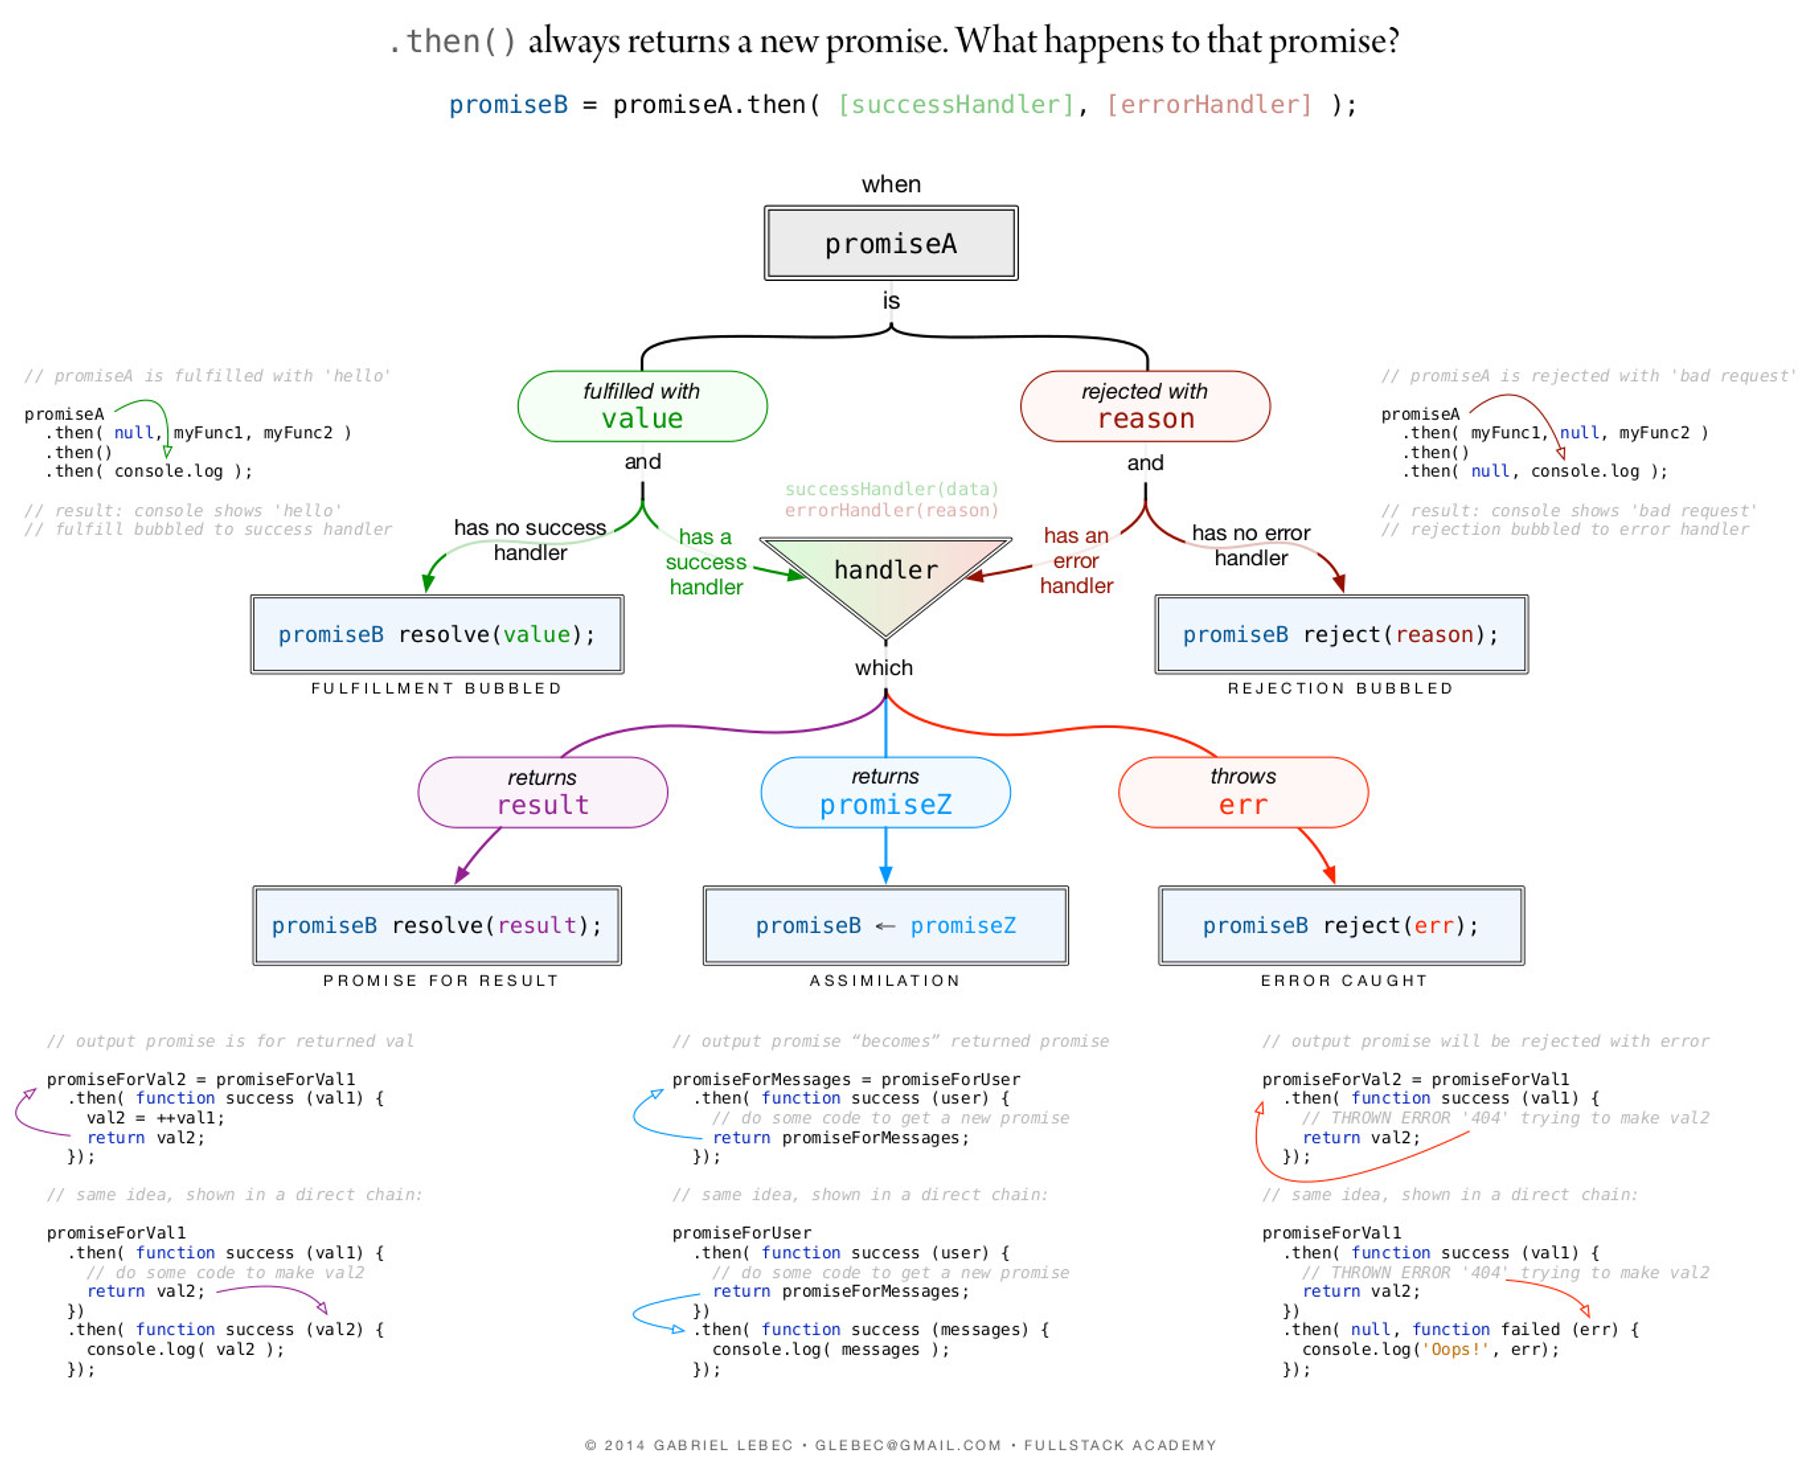 .then() always returns a new promise. What happens to that promise?
promiseB = promiseA.then( [successHandler], [errorHandler] );
when
promiseA
is
fulfilled with
value
rejected with
reason
// promiseA is fulfilled with 'hello'
promiseA
.then( null, myFunc1, myFunc2 )
.then()
.then( console.log );
// result: console shows 'hello'
// fulfill bubbled to success handler
// promiseA is rejected with 'bad request'
promiseA
.then( myFunc1, null, myFunc2 )
.then()
.then( null, console.log );
// result: console shows 'bad request'
// rejection bubbled to error handler
and
and
successHandler(data)
errorHandler(reason)
has no success
handler
has a
success
handler
handler
has an
error
handler
has no error
handler
promiseB resolve(value);
FULFILLMENT BUBBLED
promiseB reject(reason);
REJECTION BUBBLED
which
returns
result
returns
promiseZ
throws
err
promiseB resolve(result);
PROMISE FOR RESULT
promiseB ← promiseZ
ASSIMILATION
promiseB reject(err);
ERROR CAUGHT
// output promise is for returned val
promiseForVal2 = promiseForVal1
.then( function success (val1) {
val2 = ++val1;
return val2;
});
// same idea, shown in a direct chain:
promiseForVal1
.then( function success (val1) {
// do some code to make val2
return val2;
})
.then( function success (val2) {
console.log( val2 );
});
// output promise “becomes” returned promise
promiseForMessages = promiseForUser
.then( function success (user) {
// do some code to get a new promise
return promiseForMessages;
});
// same idea, shown in a direct chain:
promiseForUser
.then( function success (user) {
// do some code to get a new promise
return promiseForMessages;
})
.then( function success (messages) {
console.log( messages );
});
// output promise will be rejected with error
promiseForVal2 = promiseForVal1
.then( function success (val1) {
// THROWN ERROR '404' trying to make val2
return val2;
});
// same idea, shown in a direct chain:
promiseForVal1
.then( function success (val1) {
// THROWN ERROR '404' trying to make val2
return val2;
})
.then( null, function failed (err) {
console.log('Oops!', err);
});
© 2014 GABRIEL LEBEC • GLEBEC@GMAIL.COM • FULLSTACK ACADEMY